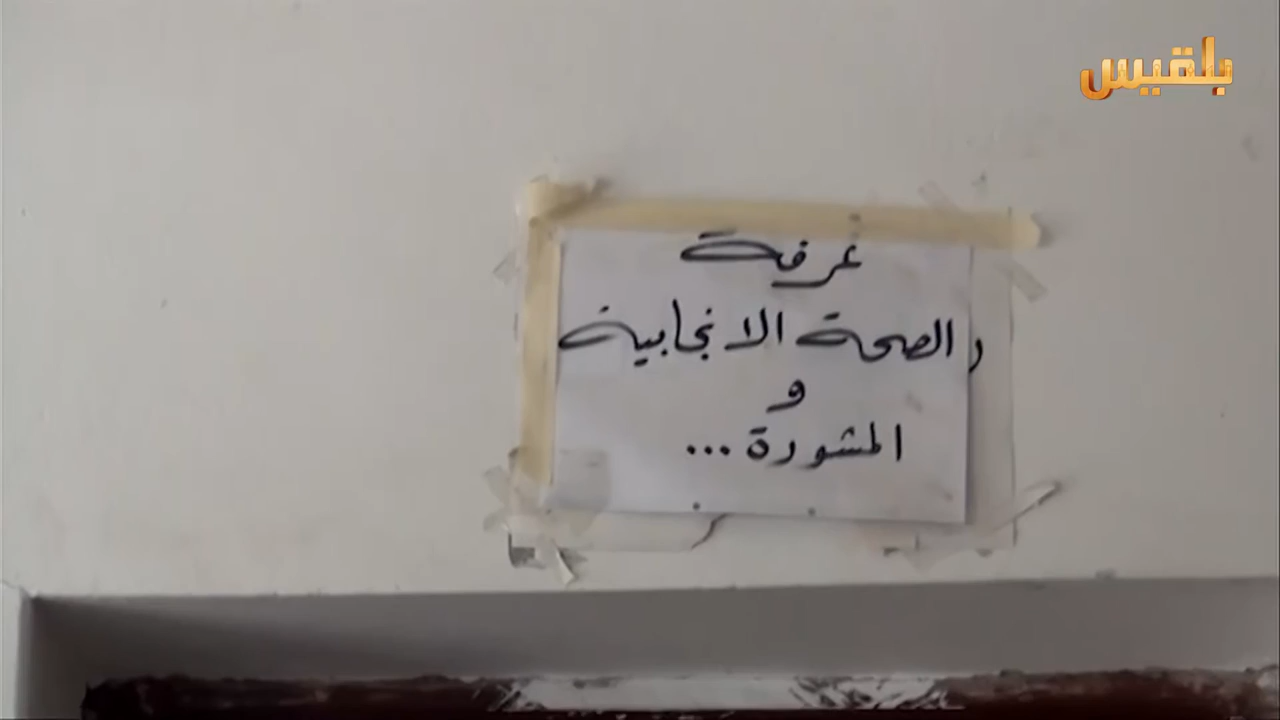 بلقيس
غرفة
الصحة الانجابية
و
المشورة ...